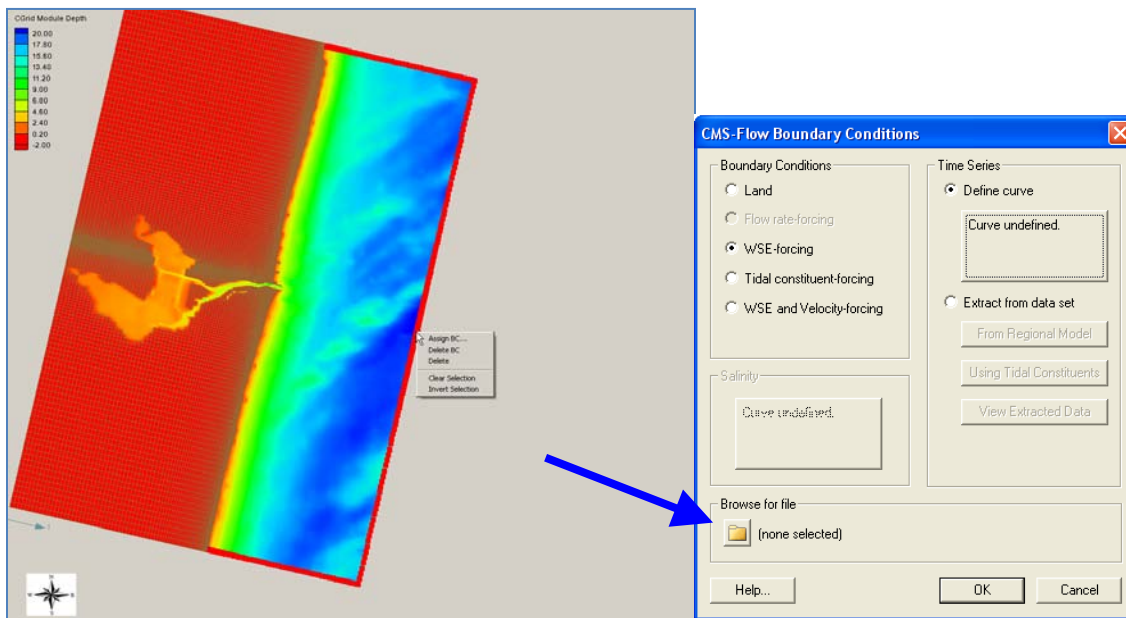 CGrid Module Depth
20.00
17.80
15.60
13.40
11.20
9.00
6.80
4.60
2.40
0.20
-2.00
Assign BC...
Delete BC
Delete
Clear Selection
Invert Selection
CMS-Flow Boundary Conditions
Boundary Conditions
Land
Flow rate-forcing
WSE-forcing
Tidal constituent-forcing
WSE and Velocity-forcing
Time Series
Define curve
Curve undefined.
Extract from data set
From Regional Model
Using Tidal Constituents
View Extracted Data
Salinity
Curve undefined.
Browse for file
(none selected)
Help...
OK
Cancel